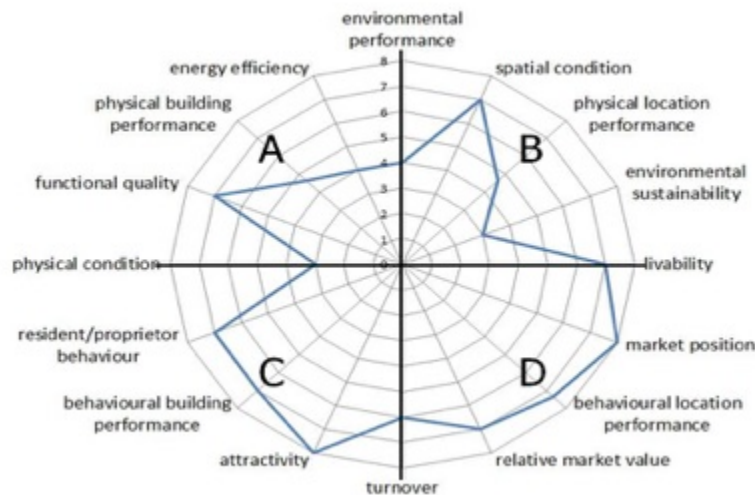 environmental
performance
energy efficiency
spatial condition
physical building
performance
physical location
performance
A
B
functional quality
environmental
sustainability
8
7
6
5
4
3
2
1
0
physical condition
livability
resident/proprietor
behaviour
market position
C
D
behavioural building
performance
behavioural location
performance
attractivity
relative market value
turnover